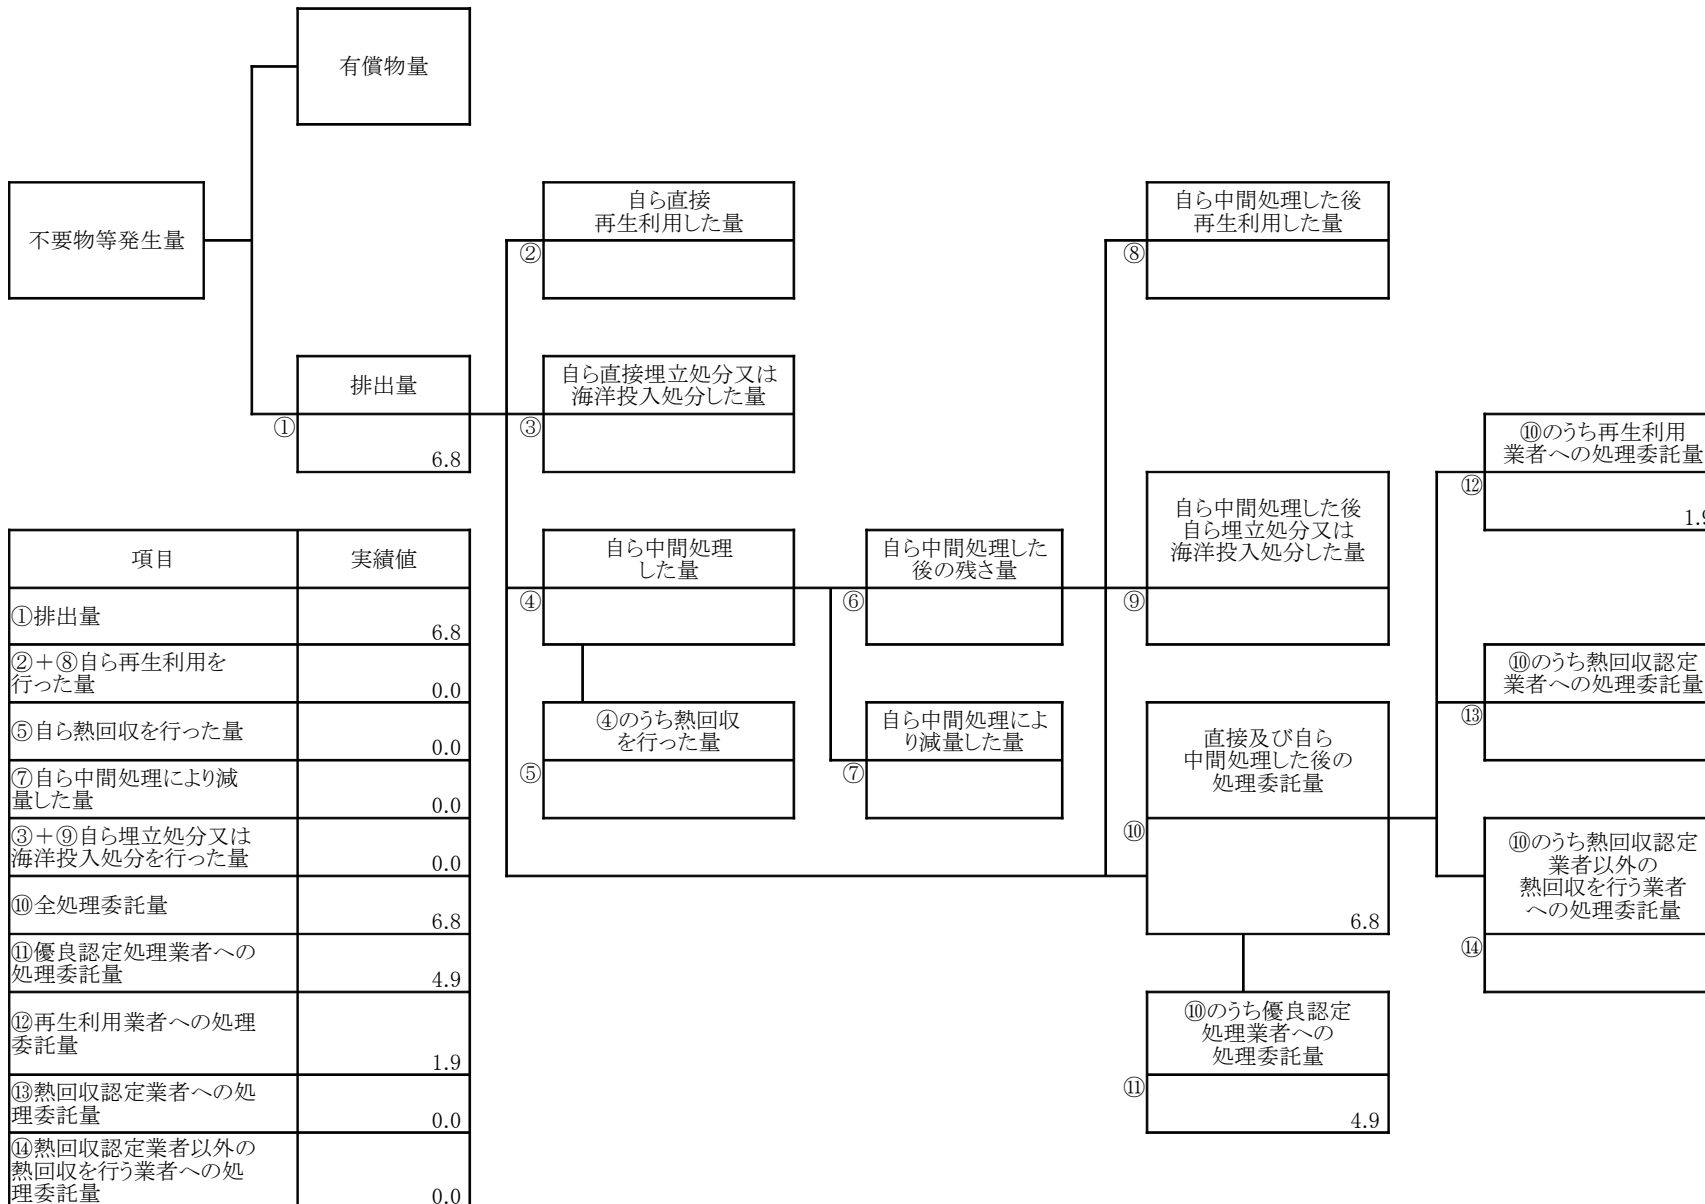 有償物量
不要物等発生量
自ら直接
再生利用した量
②
自ら中間処理した後
再生利用した量
⑧
排出量
①
6.8
自ら直接埋立処分又は
海洋投入処分した量
③
⑩のうち再生利用
業者への処理委託量
⑫
1.9
自ら中間処理
した量
④
自ら中間処理した
後の残さ量
⑥
自ら中間処理した後
自ら埋立処分又は
海洋投入処分した量
⑨
⑩のうち熱回収認定
業者への処理委託量
⑬
④のうち熱回収
を行った量
⑤
自ら中間処理によ
り減量した量
⑦
直接及び自ら
中間処理した後の
処理委託量
⑩
6.8
⑩のうち熱回収認定
業者以外の
熱回収を行う業者
への処理委託量
⑭
⑩のうち優良認定
処理業者への
処理委託量
⑪
4.9
項目 実績値
①排出量
6.8
②+⑧自ら再生利用を
行った量
0.0
⑤自ら熱回収を行った量
0.0
⑦自ら中間処理により減
量した量
0.0
③+⑨自ら埋立処分又は
海洋投入処分を行った量
0.0
⑩全処理委託量
6.8
⑪優良認定処理業者への
処理委託量
4.9
⑫再生利用業者への処理
委託量
1.9
⑬熱回収認定業者への処
理委託量
0.0
⑭熱回収認定業者以外の
熱回収を行う業者への処
理委託量
0.0